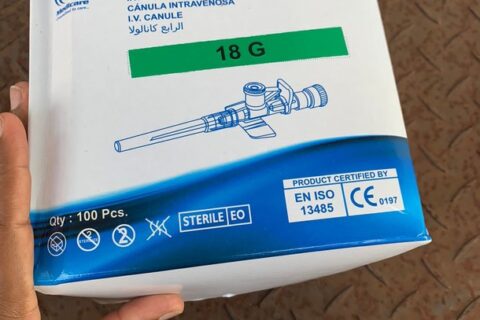 Medicare
CÁNULA INTRAVENOSA
I.V. CANULE
الرابع كانالولا
18 G
PRODUCT CERTIFIED BY
EN ISO
13485
CE 0197
Qty : 100 Pcs.
STERILE EO
2